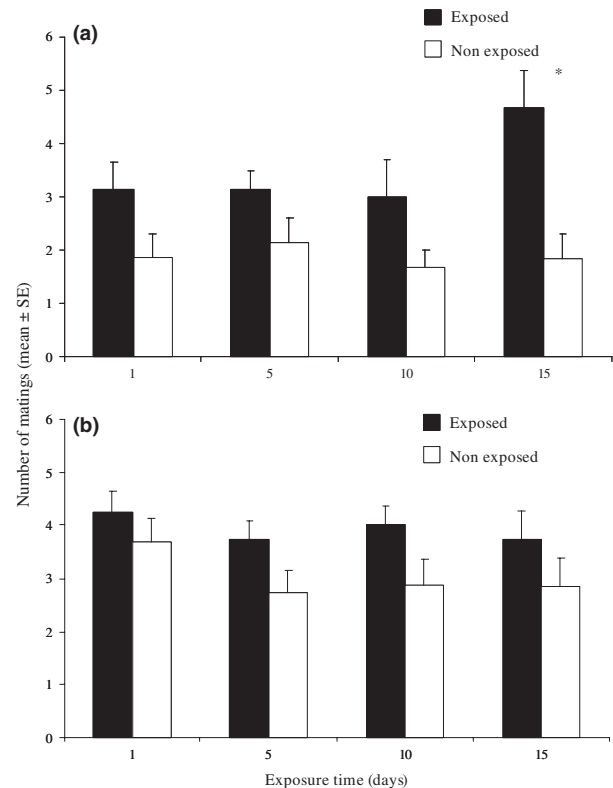 (a)
Exposed
Non exposed
*
6
5
4
3
2
1
0
1 5 10 15
(b)
Exposed
Non exposed
6
5
4
3
2
1
0
1 5 10 15
Number of matings (mean ± SE)
Exposure time (days)